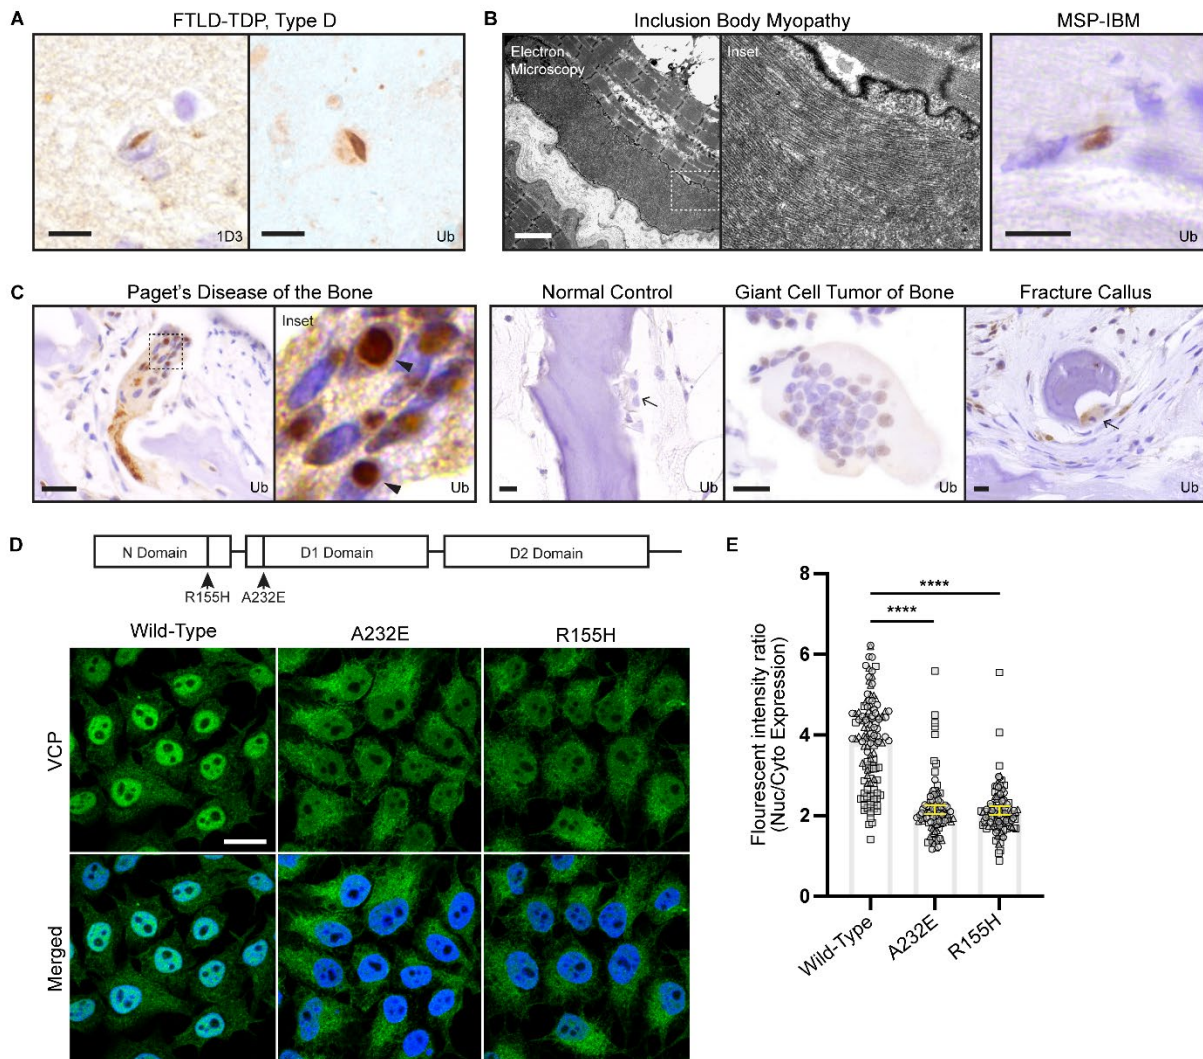 A
FTLD-TDP, Type D
1D3
Ub
B
Inclusion Body Myopathy
MSP-IBM
Electron
Microscopy
Inset
Ub
C
Paget's Disease of the Bone
Normal Control
Giant Cell Tumor of Bone
Fracture Callus
Inset
Ub
Ub
Ub
Ub
Ub
D
N Domain
D1 Domain
D2 Domain
R155H
A232E
Wild-Type
A232E
R155H
VCP
Merged
E
Flourescent intensity ratio
(Nuc/Cyto Expression)
8
6
4
2
0
****
****
Wild-Type
A232E
R155H